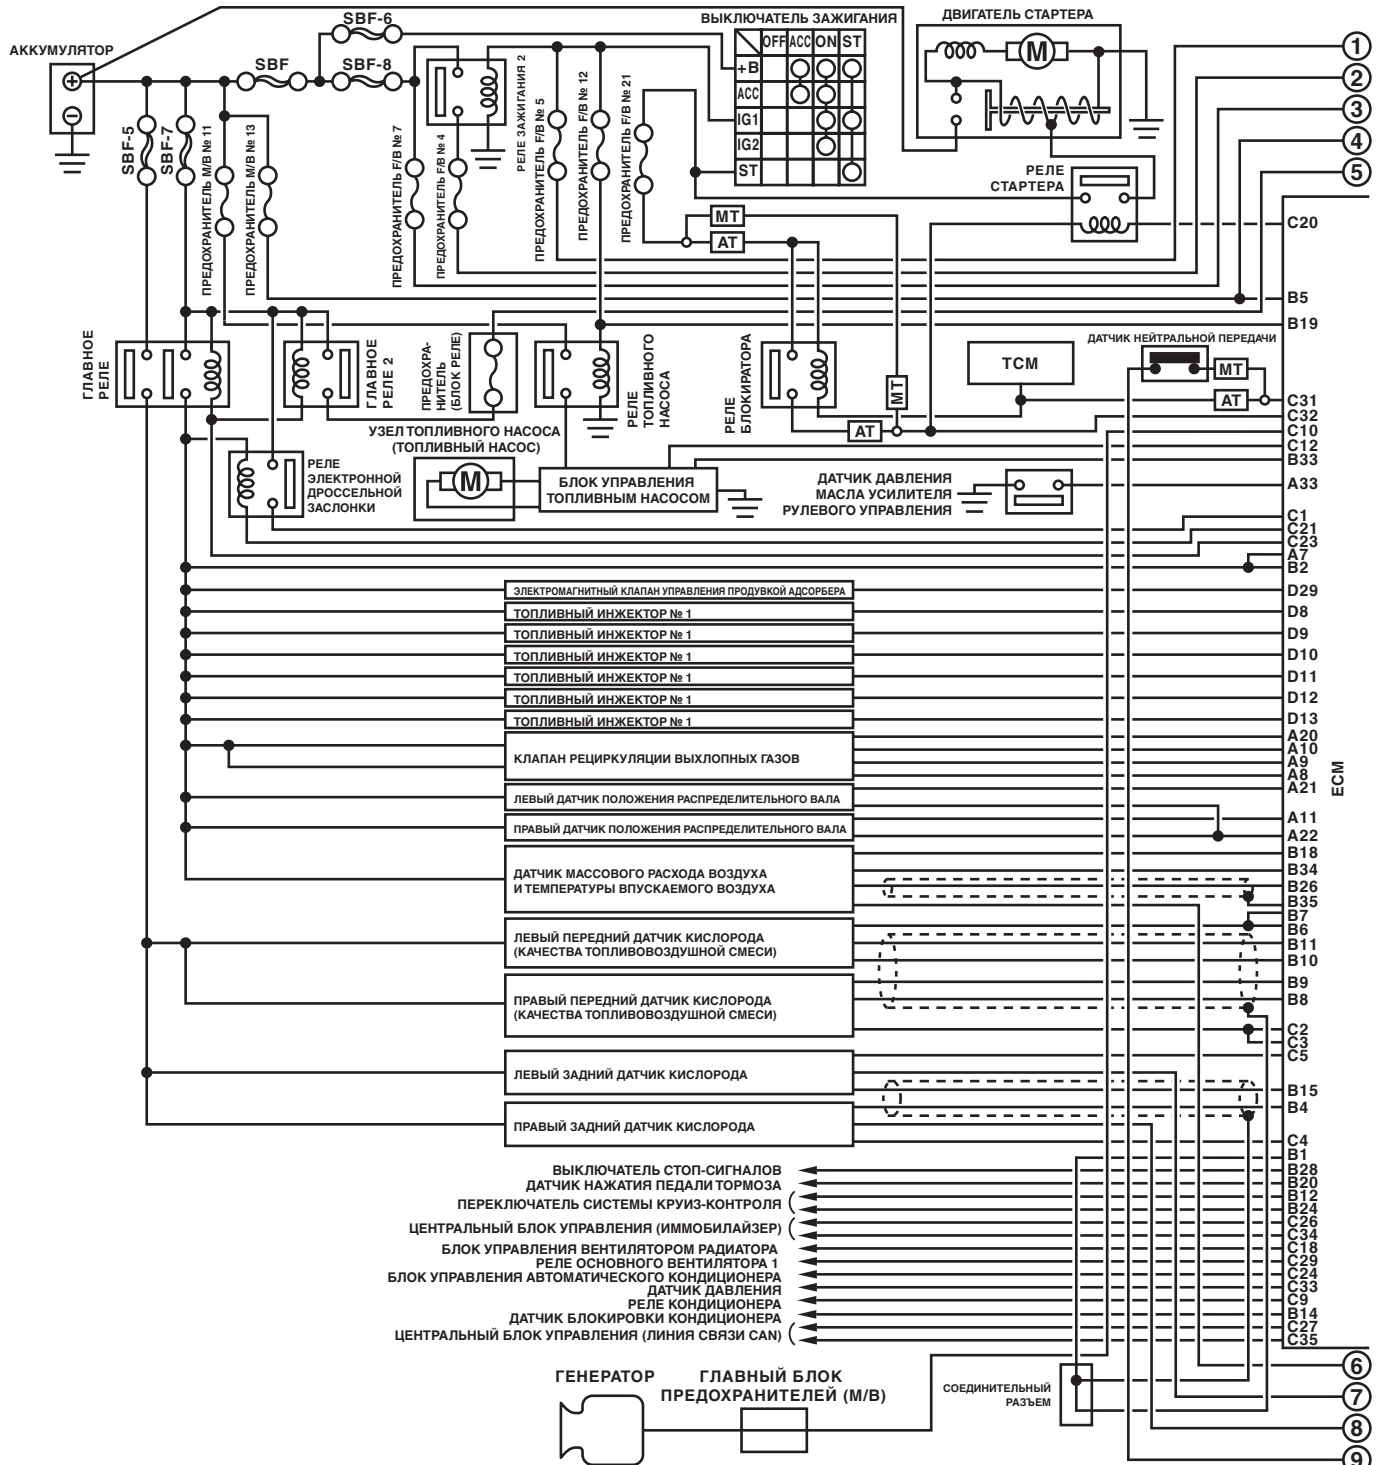 SBF-6
ВЫКЛЮЧАТЕЛЬ ЗАЖИГАНИЯ
ДВИГАТЕЛЬ СТАРТЕРА
АККУМУЛЯТОР
OFF ACC ON ST
+B
ACC
IG1
IG2
ST
SBF
SBF-8
M
1
2
3
4
5
SBF-5
SBF-7
ПРЕДОХРАНИТЕЛЬ M/B № 11
ПРЕДОХРАНИТЕЛЬ M/B № 13
ПРЕДОХРАНИТЕЛЬ F/B № 7
ПРЕДОХРАНИТЕЛЬ F/B № 4
РЕЛЕ ЗАЖИГАНИЯ 2
ПРЕДОХРАНИТЕЛЬ F/B № 5
ПРЕДОХРАНИТЕЛЬ F/B № 12
ПРЕДОХРАНИТЕЛЬ F/B № 21
РЕЛЕ
СТАРТЕРА
MT
AT
C20
B5
B19
ГЛАВНОЕ
РЕЛЕ
ГЛАВНОЕ
РЕЛЕ 2
ПРЕДОХРА-
НИТЕЛЬ
(БЛОК РЕЛЕ)
РЕЛЕ
ТОПЛИВНОГО
НАСОСА
РЕЛЕ
БЛОКИРАТОРА
MT
AT
TCM
ДАТЧИК НЕЙТРАЛЬНОЙ ПЕРЕДАЧИ
MT
AT
C31
C32
C10
C12
B33
A33
УЗЕЛ ТОПЛИВНОГО НАСОСА
(ТОПЛИВНЫЙ НАСОС)
M
БЛОК УПРАВЛЕНИЯ
ТОПЛИВНЫМ НАСОСОМ
ДАТЧИК ДАВЛЕНИЯ
МАСЛА УСИЛИТЕЛЯ
РУЛЕВОГО УПРАВЛЕНИЯ
РЕЛЕ
ЭЛЕКТРОННОЙ
ДРОССЕЛЬНОЙ
ЗАСЛОНКИ
C1
C21
C23
A7
B2
ЭЛЕКТРОМАГНИТНЫЙ КЛАПАН УПРАВЛЕНИЯ ПРОДУВКОЙ АДСОРБЕРА
D29
ТОПЛИВНЫЙ ИНЖЕКТОР № 1
D8
ТОПЛИВНЫЙ ИНЖЕКТОР № 1
D9
ТОПЛИВНЫЙ ИНЖЕКТОР № 1
D10
ТОПЛИВНЫЙ ИНЖЕКТОР № 1
D11
ТОПЛИВНЫЙ ИНЖЕКТОР № 1
D12
ТОПЛИВНЫЙ ИНЖЕКТОР № 1
D13
КЛАПАН РЕЦИРКУЛЯЦИИ ВЫХЛОПНЫХ ГАЗОВ
A20
A10
A9
A8
A21
ECM
ЛЕВЫЙ ДАТЧИК ПОЛОЖЕНИЯ РАСПРЕДЕЛИТЕЛЬНОГО ВАЛА
A11
ПРАВЫЙ ДАТЧИК ПОЛОЖЕНИЯ РАСПРЕДЕЛИТЕЛЬНОГО ВАЛА
A22
B18
ДАТЧИК МАССОВОГО РАСХОДА ВОЗДУХА
И ТЕМПЕРАТУРЫ ВПУСКАЕМОГО ВОЗДУХА
B34
B26
B35
B7
B6
ЛЕВЫЙ ПЕРЕДНИЙ ДАТЧИК КИСЛОРОДА
(КАЧЕСТВА ТОПЛИВОВОЗДУШНОЙ СМЕСИ)
B11
B10
B9
ПРАВЫЙ ПЕРЕДНИЙ ДАТЧИК КИСЛОРОДА
(КАЧЕСТВА ТОПЛИВОВОЗДУШНОЙ СМЕСИ)
B8
C2
C3
C5
ЛЕВЫЙ ЗАДНИЙ ДАТЧИК КИСЛОРОДА
B15
B4
ПРАВЫЙ ЗАДНИЙ ДАТЧИК КИСЛОРОДА
C4
B1
ВЫКЛЮЧАТЕЛЬ СТОП-СИГНАЛОВ
B28
ДАТЧИК НАЖАТИЯ ПЕДАЛИ ТОРМОЗА
B20
ПЕРЕКЛЮЧАТЕЛЬ СИСТЕМЫ КРУИЗ-КОНТРОЛЯ
B12
B24
ЦЕНТРАЛЬНЫЙ БЛОК УПРАВЛЕНИЯ (ИММОБИЛАЙЗЕР)
C26
C34
БЛОК УПРАВЛЕНИЯ ВЕНТИЛЯТОРОМ РАДИАТОРА
C18
РЕЛЕ ОСНОВНОГО ВЕНТИЛЯТОРА 1
C29
БЛОК УПРАВЛЕНИЯ АВТОМАТИЧЕСКОГО КОНДИЦИОНЕРА
C24
ДАТЧИК ДАВЛЕНИЯ
C33
РЕЛЕ КОНДИЦИОНЕРА
C9
ДАТЧИК БЛОКИРОВКИ КОНДИЦИОНЕРА
B14
ЦЕНТРАЛЬНЫЙ БЛОК УПРАВЛЕНИЯ (ЛИНИЯ СВЯЗИ CAN)
C27
C35
ГЕНЕРАТОР
ГЛАВНЫЙ БЛОК
ПРЕДОХРАНИТЕЛЕЙ (M/B)
СОЕДИНИТЕЛЬНЫЙ
РАЗЪЕМ
6
7
8
9